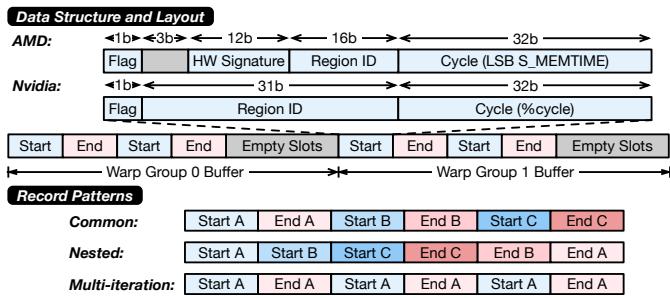 Data Structure and Layout
1b 3b 12b 16b 32b
AMD: Flag HW Signature Region ID Cycle (LSB S_MEMTIME)
1b 31b 32b
Nvidia: Flag Region ID Cycle (%cycle)
Start End Start End Empty Slots Start End Start End Empty Slots
Warp Group 0 Buffer Warp Group 1 Buffer
Record Patterns
Common: Start A End A Start B End B Start C End C
Nested: Start A Start B Start C End C End B End A
Multi-iteration: Start A End A Start A End A Start A End A